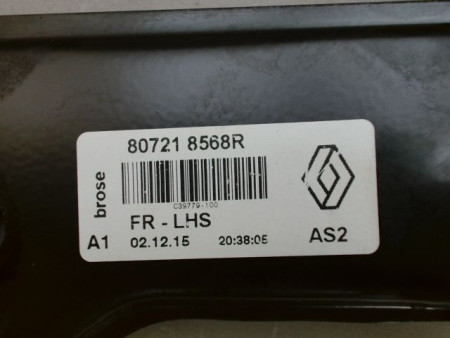 brose
80721 8568R
C39779-100
FR - LHS
A1 02.12.15 20:38:05 AS2